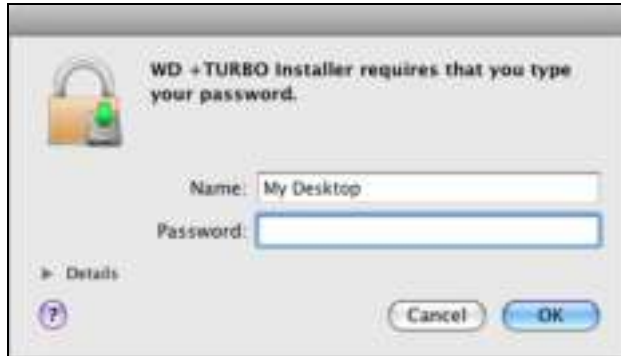 WD +TURBO Installer requires that you type
your password.
Name: My Desktop
Password:
Details
?
Cancel OK